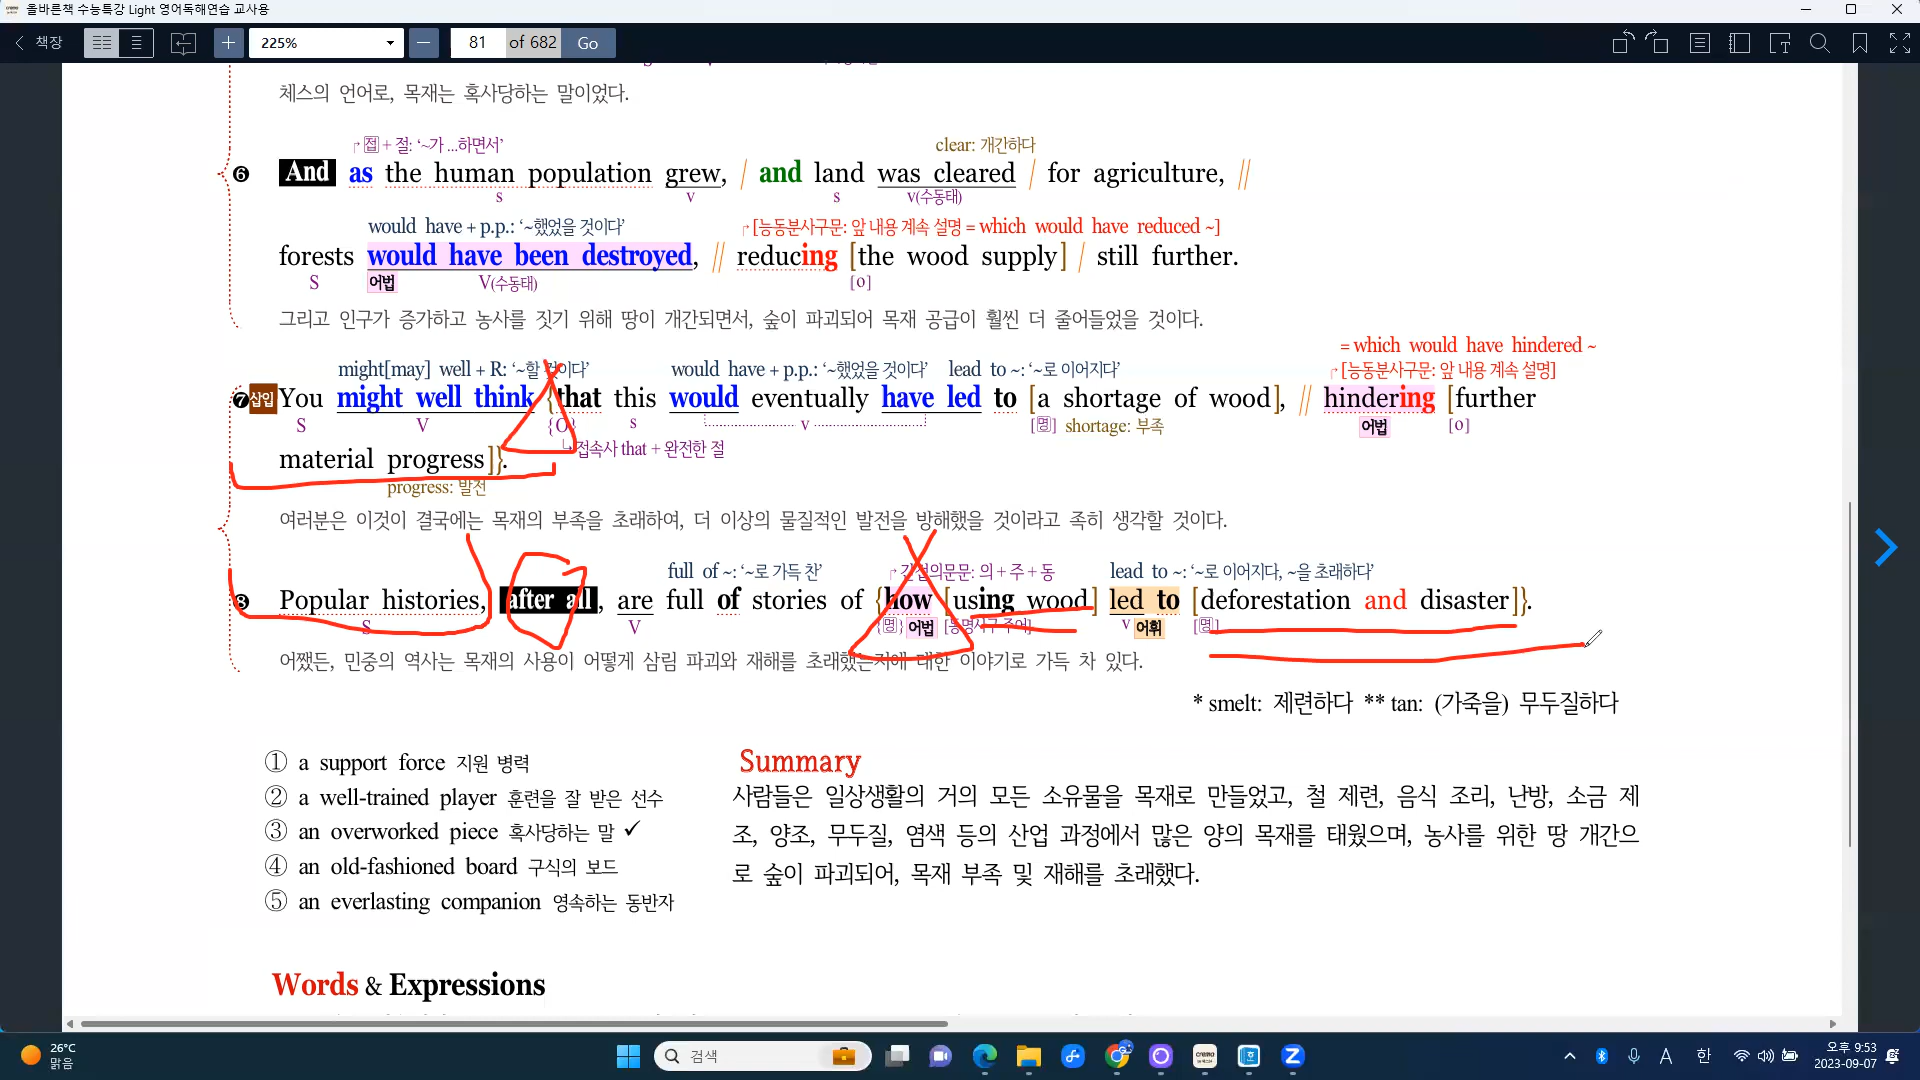 올바른책 수능특강 Light 영어독해연습 교사용
책장
225%
81 of 682 Go
체스의 언어로, 목재는 혹사당하는 말이었다.
접 + 절: ‘~가 ...하면서’ clear: 개간하다
❻ And as the human population grew, / and land was cleared / for agriculture, //
s v s v(수동태)
would have + p.p.: ‘~했었을 것이다’ [능동분사구문: 앞 내용 계속 설명 = which would have reduced ~]
forests would have been destroyed, // reducing [the wood supply] / still further.
S 어법 V(수동태) [o]
그리고 인구가 증가하고 농사를 짓기 위해 땅이 개간되면서, 숲이 파괴되어 목재 공급이 훨씬 더 줄어들었을 것이다.
= which would have hindered ~
might[may] well + R: ‘~할 것이다’ would have + p.p.: ‘~했었을 것이다’ lead to ~: ‘~로 이어지다’ [능동분사구문: 앞 내용 계속 설명]
❼ 삽입 You might well think {that this would eventually have led to [a shortage of wood], // hindering [further
S V {O} s v [명] shortage: 부족 어법 [o]
접속사 that + 완전한 절
material progress]}.
progress: 발전
여러분은 이것이 결국에는 목재의 부족을 초래하여, 더 이상의 물질적인 발전을 방해했을 것이라고 족히 생각할 것이다.
full of ~: ‘~로 가득 찬’ 간접의문문: 의 + 주 + 동 lead to ~: ‘~로 이어지다, ~을 초래하다’
❽ Popular histories, after all, are full of stories of {how [using wood] led to [deforestation and disaster]}.
S V {명} 어법 [동명사구 주어] v 어휘 [명]
어쨌든, 민중의 역사는 목재의 사용이 어떻게 삼림 파괴와 재해를 초래했는지에 대한 이야기로 가득 차 있다.
* smelt: 제련하다 ** tan: (가죽을) 무두질하다
① a support force 지원 병력
② a well-trained player 훈련을 잘 받은 선수
③ an overworked piece 혹사당하는 말 ✓
④ an old-fashioned board 구식의 보드
⑤ an everlasting companion 영속하는 동반자
Summary
사람들은 일상생활의 거의 모든 소유물을 목재로 만들었고, 철 제련, 음식 조리, 난방, 소금 제
조, 양조, 무두질, 염색 등의 산업 과정에서 많은 양의 목재를 태웠으며, 농사를 위한 땅 개간으
로 숲이 파괴되어, 목재 부족 및 재해를 초래했다.
Words & Expressions
26°C
맑음
검색
A 한
오후 9:53
2023-09-07